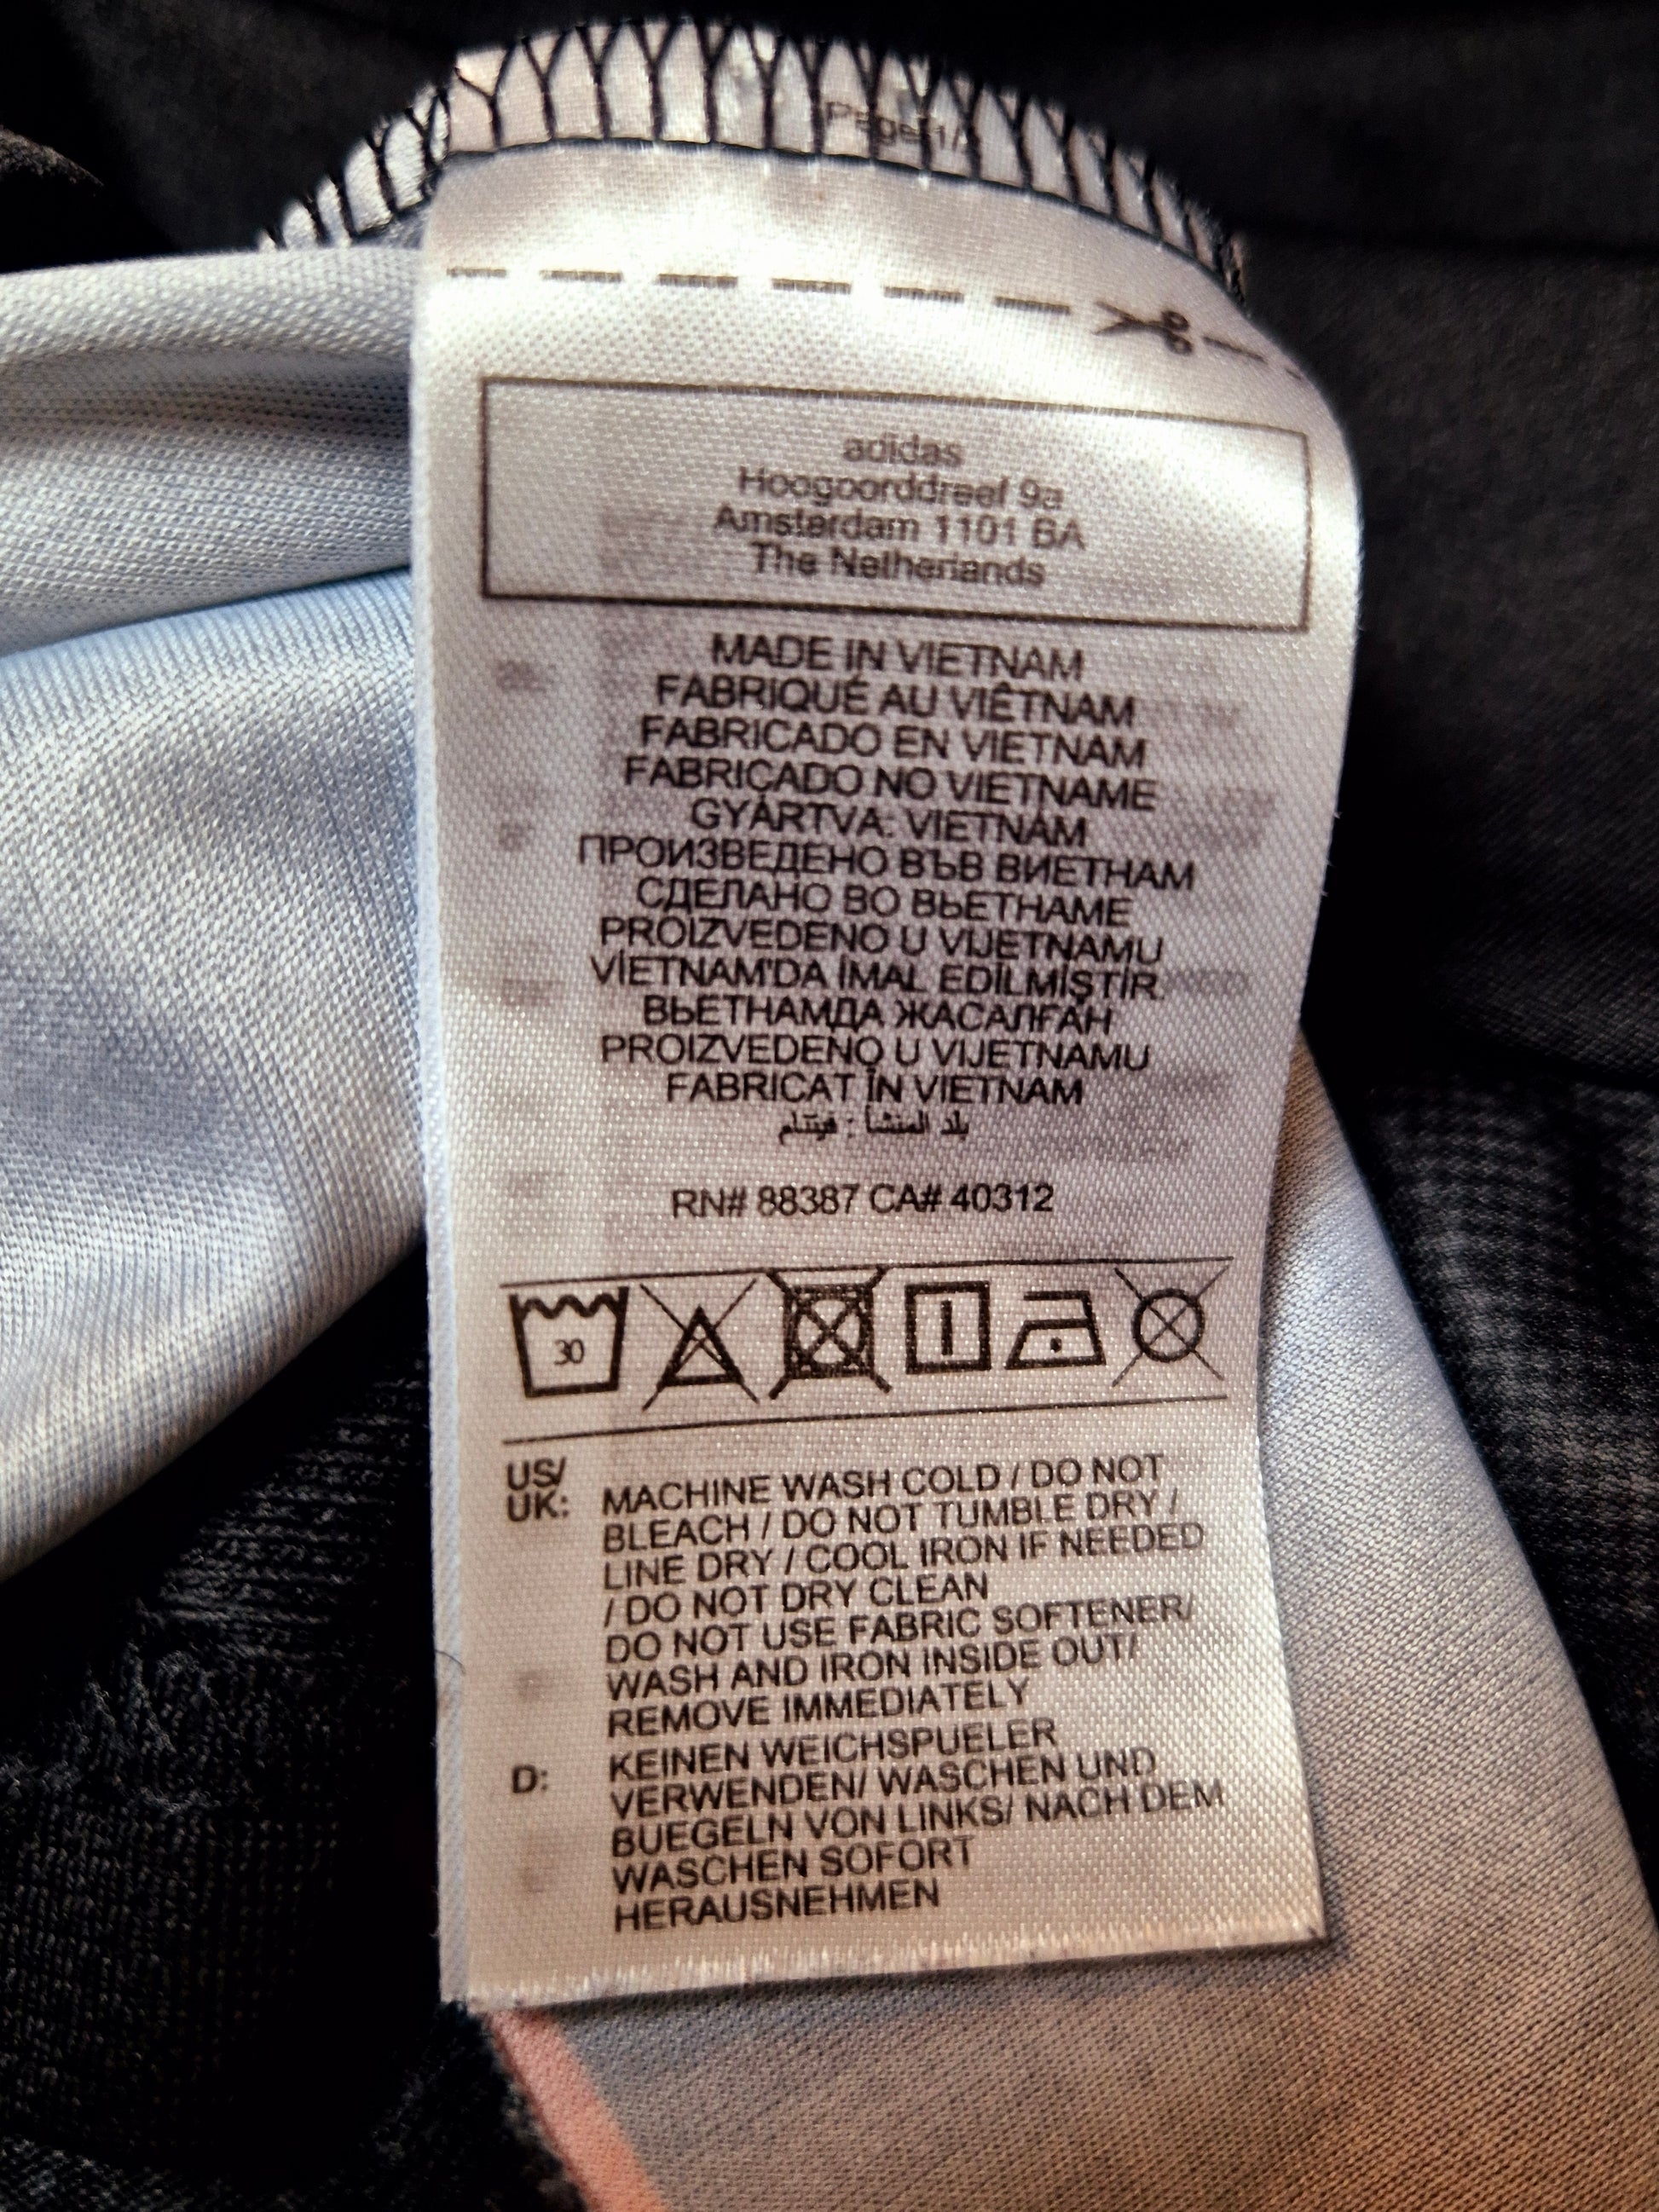 Page 1/
adidas
Hoogoorddreef 9a
Amsterdam 1101 BA
The Netherlands
MADE IN VIETNAM
FABRIQUÉ AU VIÊTNAM
FABRICADO EN VIETNAM
FABRICADO NO VIETNAME
GYÁRTVA: VIETNÁM
ПРОИЗВЕДЕНО ВЪВ ВИЕТНАМ
СДЕЛАНО ВО ВЬЕТНАМЕ
PROIZVEDENO U VIJETNAMU
VİETNAM'DA İMAL EDİLMİŞTİR.
ВЬЕТНАМДА ЖАСАЛҒАН
PROIZVEDENO U VIJETNAMU
FABRICAT ÎN VIETNAM
بلد المنشأ : فيتنام
RN# 88387 CA# 40312
30
US/
UK: MACHINE WASH COLD / DO NOT
BLEACH / DO NOT TUMBLE DRY /
LINE DRY / COOL IRON IF NEEDED
/ DO NOT DRY CLEAN
DO NOT USE FABRIC SOFTENER/
WASH AND IRON INSIDE OUT/
REMOVE IMMEDIATELY
D: KEINEN WEICHSPUELER
VERWENDEN/ WASCHEN UND
BUEGELN VON LINKS/ NACH DEM
WASCHEN SOFORT
HERAUSNEHMEN